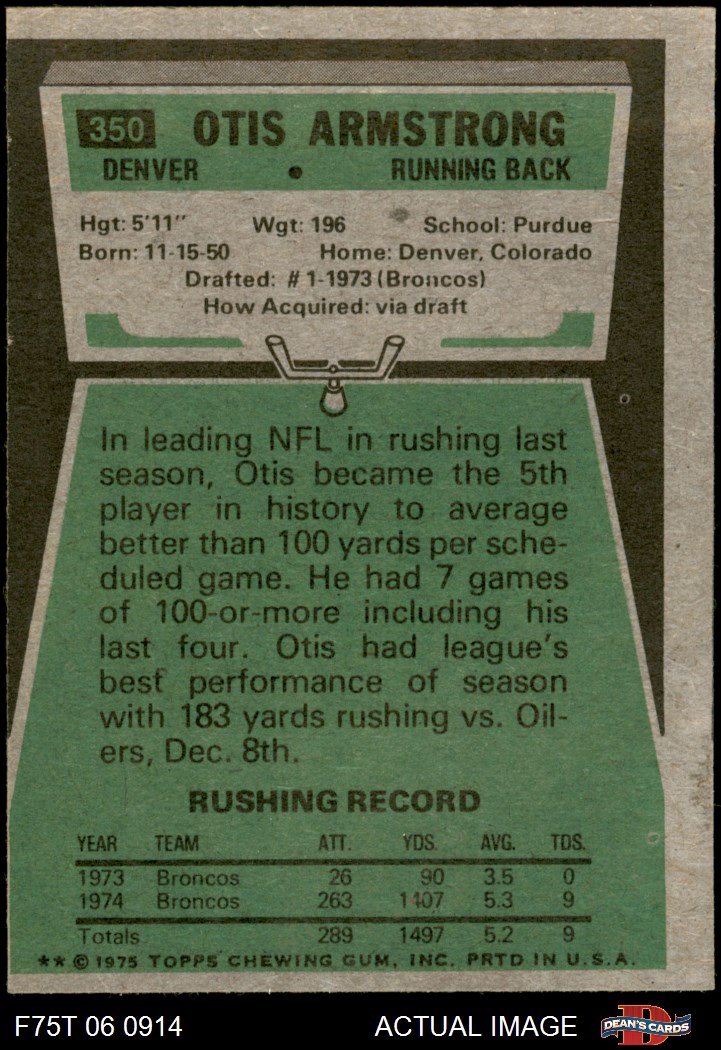 350 OTIS ARMSTRONG
DENVER • RUNNING BACK
Hgt: 5'11" Wgt: 196 School: Purdue
Born: 11-15-50 Home: Denver, Colorado
Drafted: #1-1973 (Broncos)
How Acquired: via draft
In leading NFL in rushing last
season, Otis became the 5th
player in history to average
better than 100 yards per sche-
duled game. He had 7 games
of 100-or-more including his
last four. Otis had league's
best performance of season
with 183 yards rushing vs. Oil-
ers, Dec. 8th.
RUSHING RECORD
YEAR TEAM ATT. YDS. AVG. TDS.
1973 Broncos 26 90 3.5 0
1974 Broncos 263 1407 5.3 9
Totals 289 1497 5.2 9
** © 1975 TOPPS CHEWING GUM, INC. PRTD IN U.S.A.
F75T 06 0914 ACTUAL IMAGE D DEAN'S CARDS